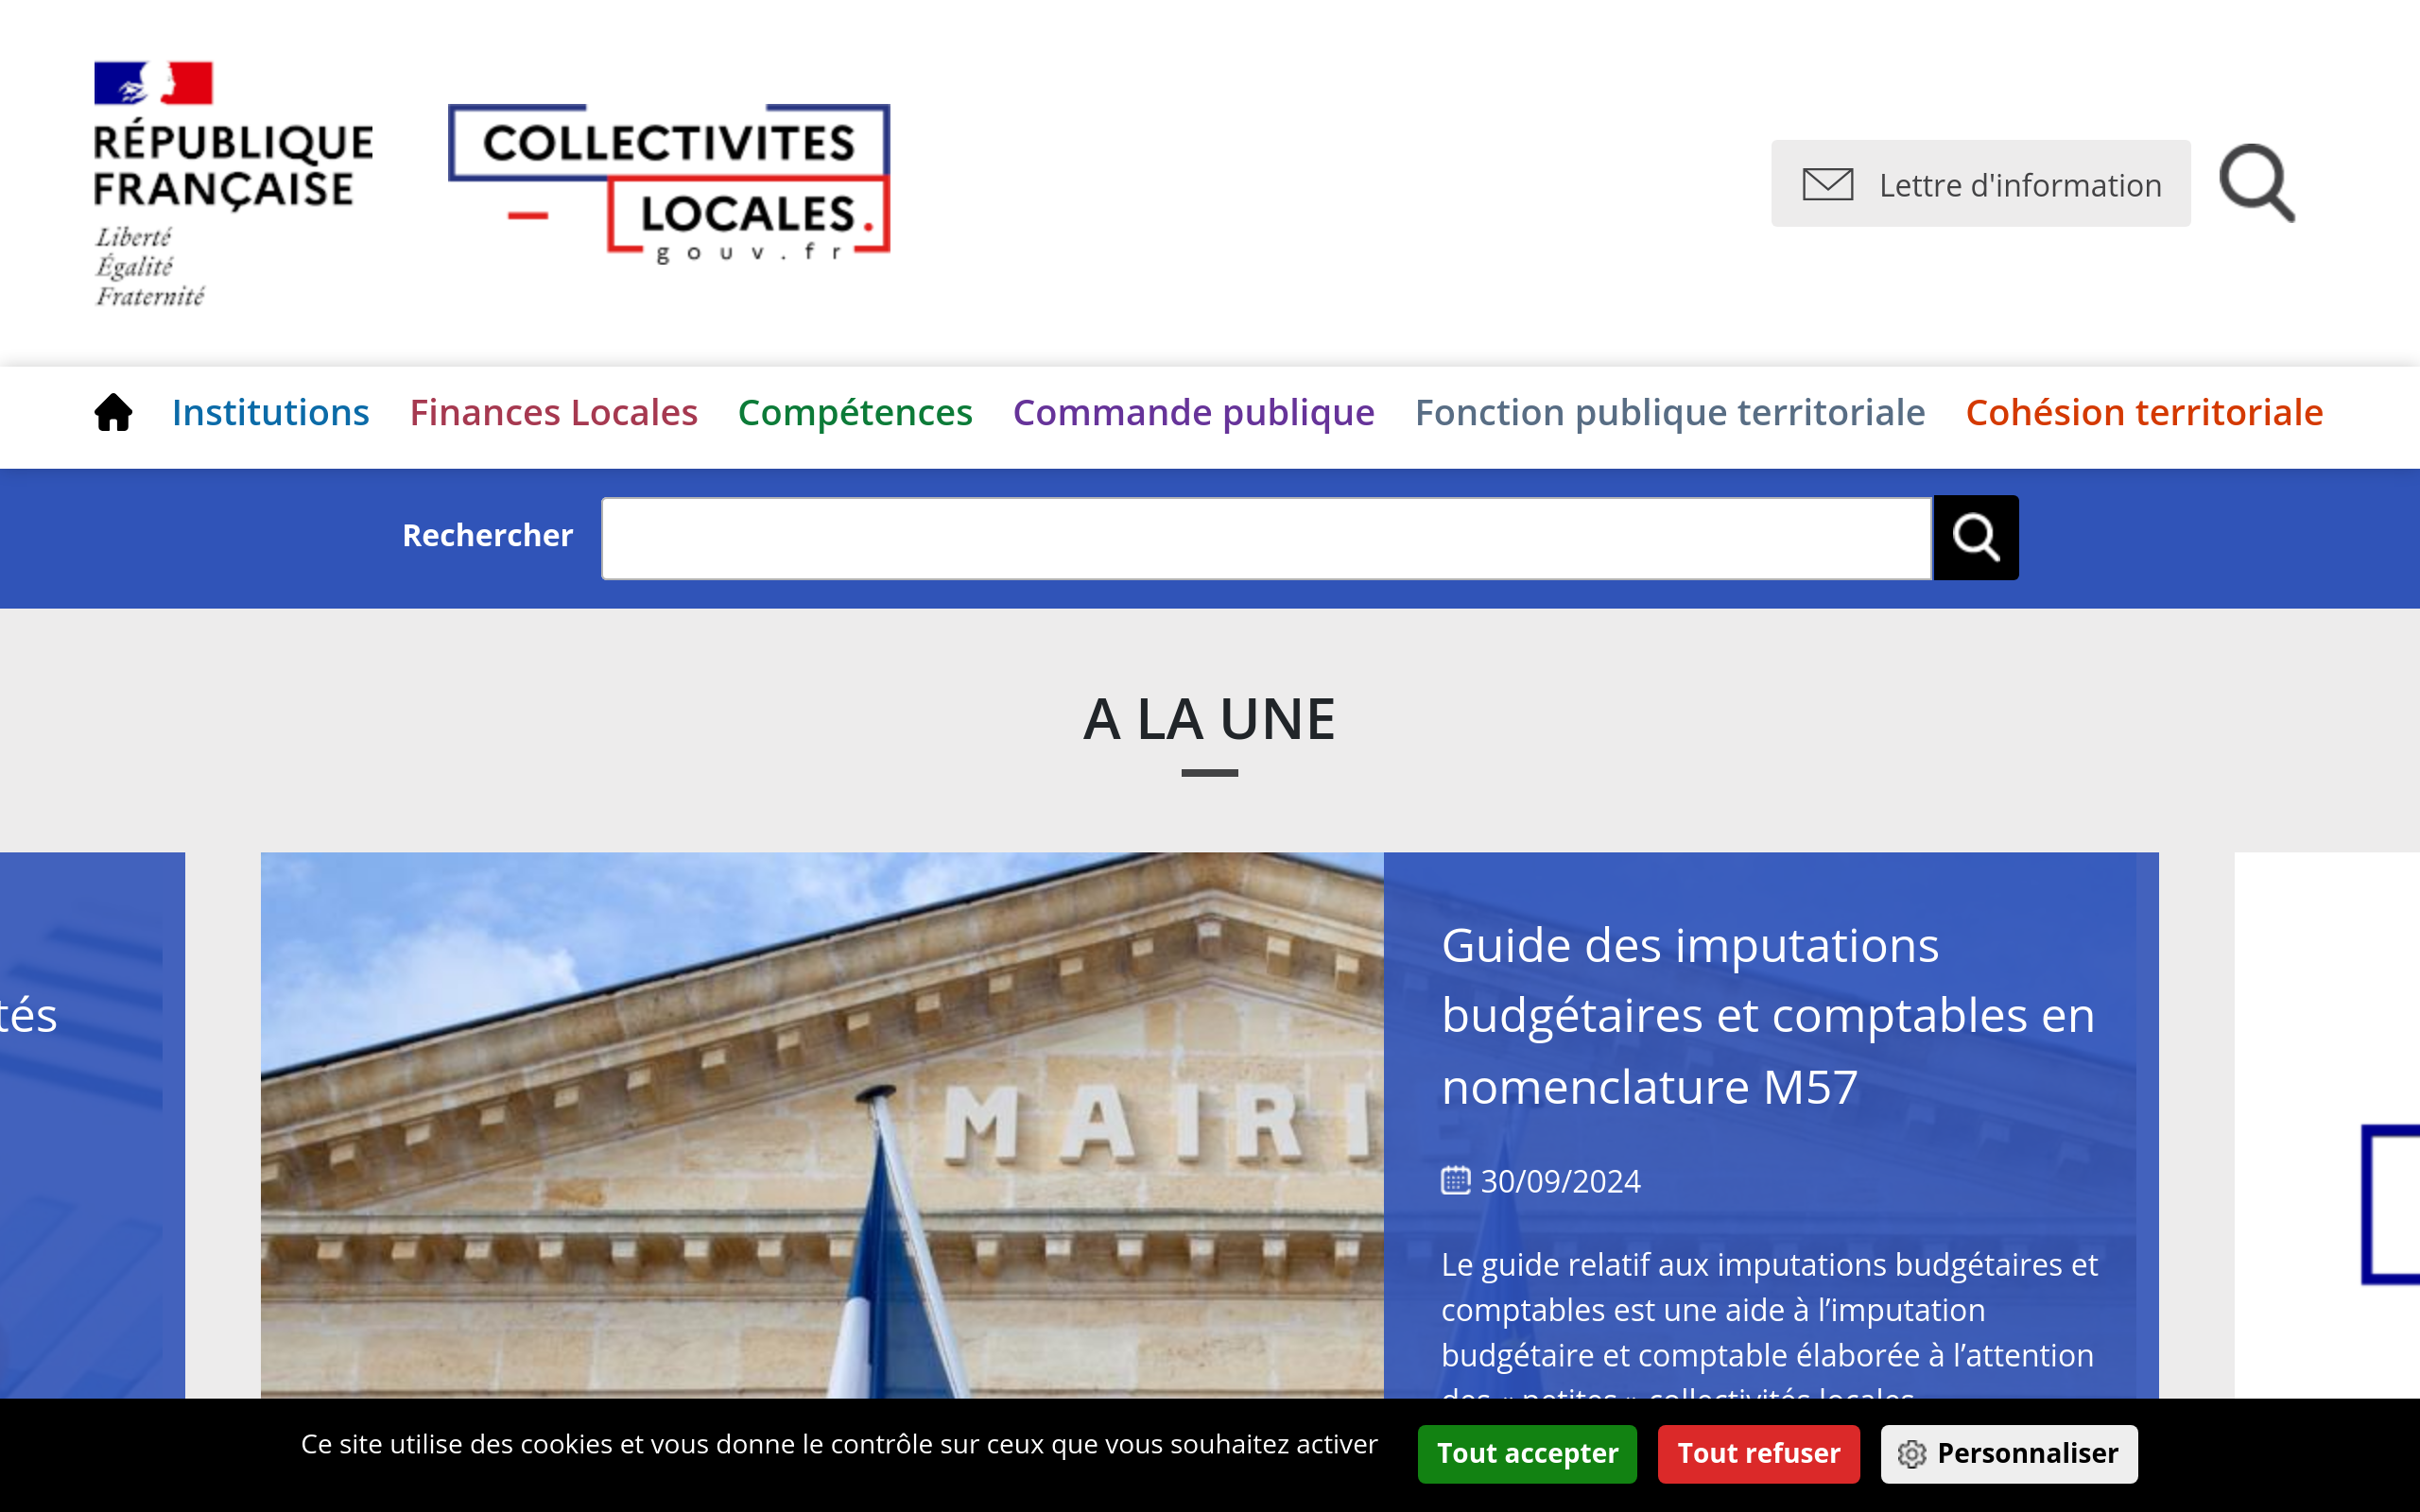 RÉPUBLIQUE
FRANÇAISE
Liberté
Égalité
Fraternité
COLLECTIVITES
LOCALES.
gouv.fr
Lettre d'information
Institutions Finances Locales Compétences Commande publique Fonction publique territoriale Cohésion territoriale
Rechercher
A LA UNE
tés
MAIRI
Guide des imputations
budgétaires et comptables en
nomenclature M57
30/09/2024
Le guide relatif aux imputations budgétaires et
comptables est une aide à l’imputation
budgétaire et comptable élaborée à l’attention
des « petites » collectivités locales
Ce site utilise des cookies et vous donne le contrôle sur ceux que vous souhaitez activer
Tout accepter Tout refuser Personnaliser